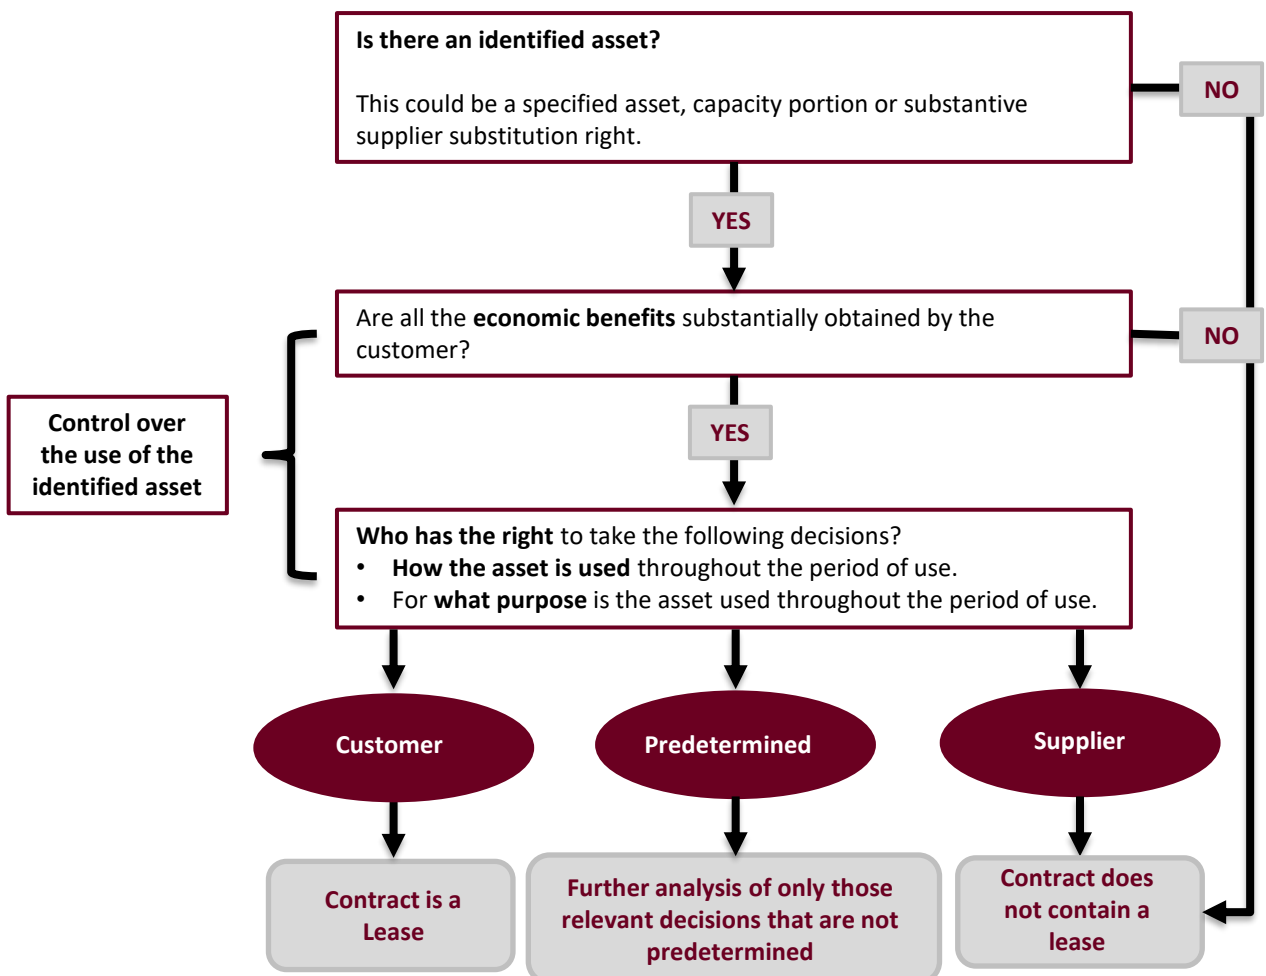 Is there an identified asset?
This could be a specified asset, capacity portion or substantive
supplier substitution right.
NO
YES
Are all the economic benefits substantially obtained by the
customer?
NO
Control over
the use of the
identified asset
YES
Who has the right to take the following decisions?
• How the asset is used throughout the period of use.
• For what purpose is the asset used throughout the period of use.
Customer
Predetermined
Supplier
Contract is a
Lease
Further analysis of only those
relevant decisions that are not
predetermined
Contract does
not contain a
lease